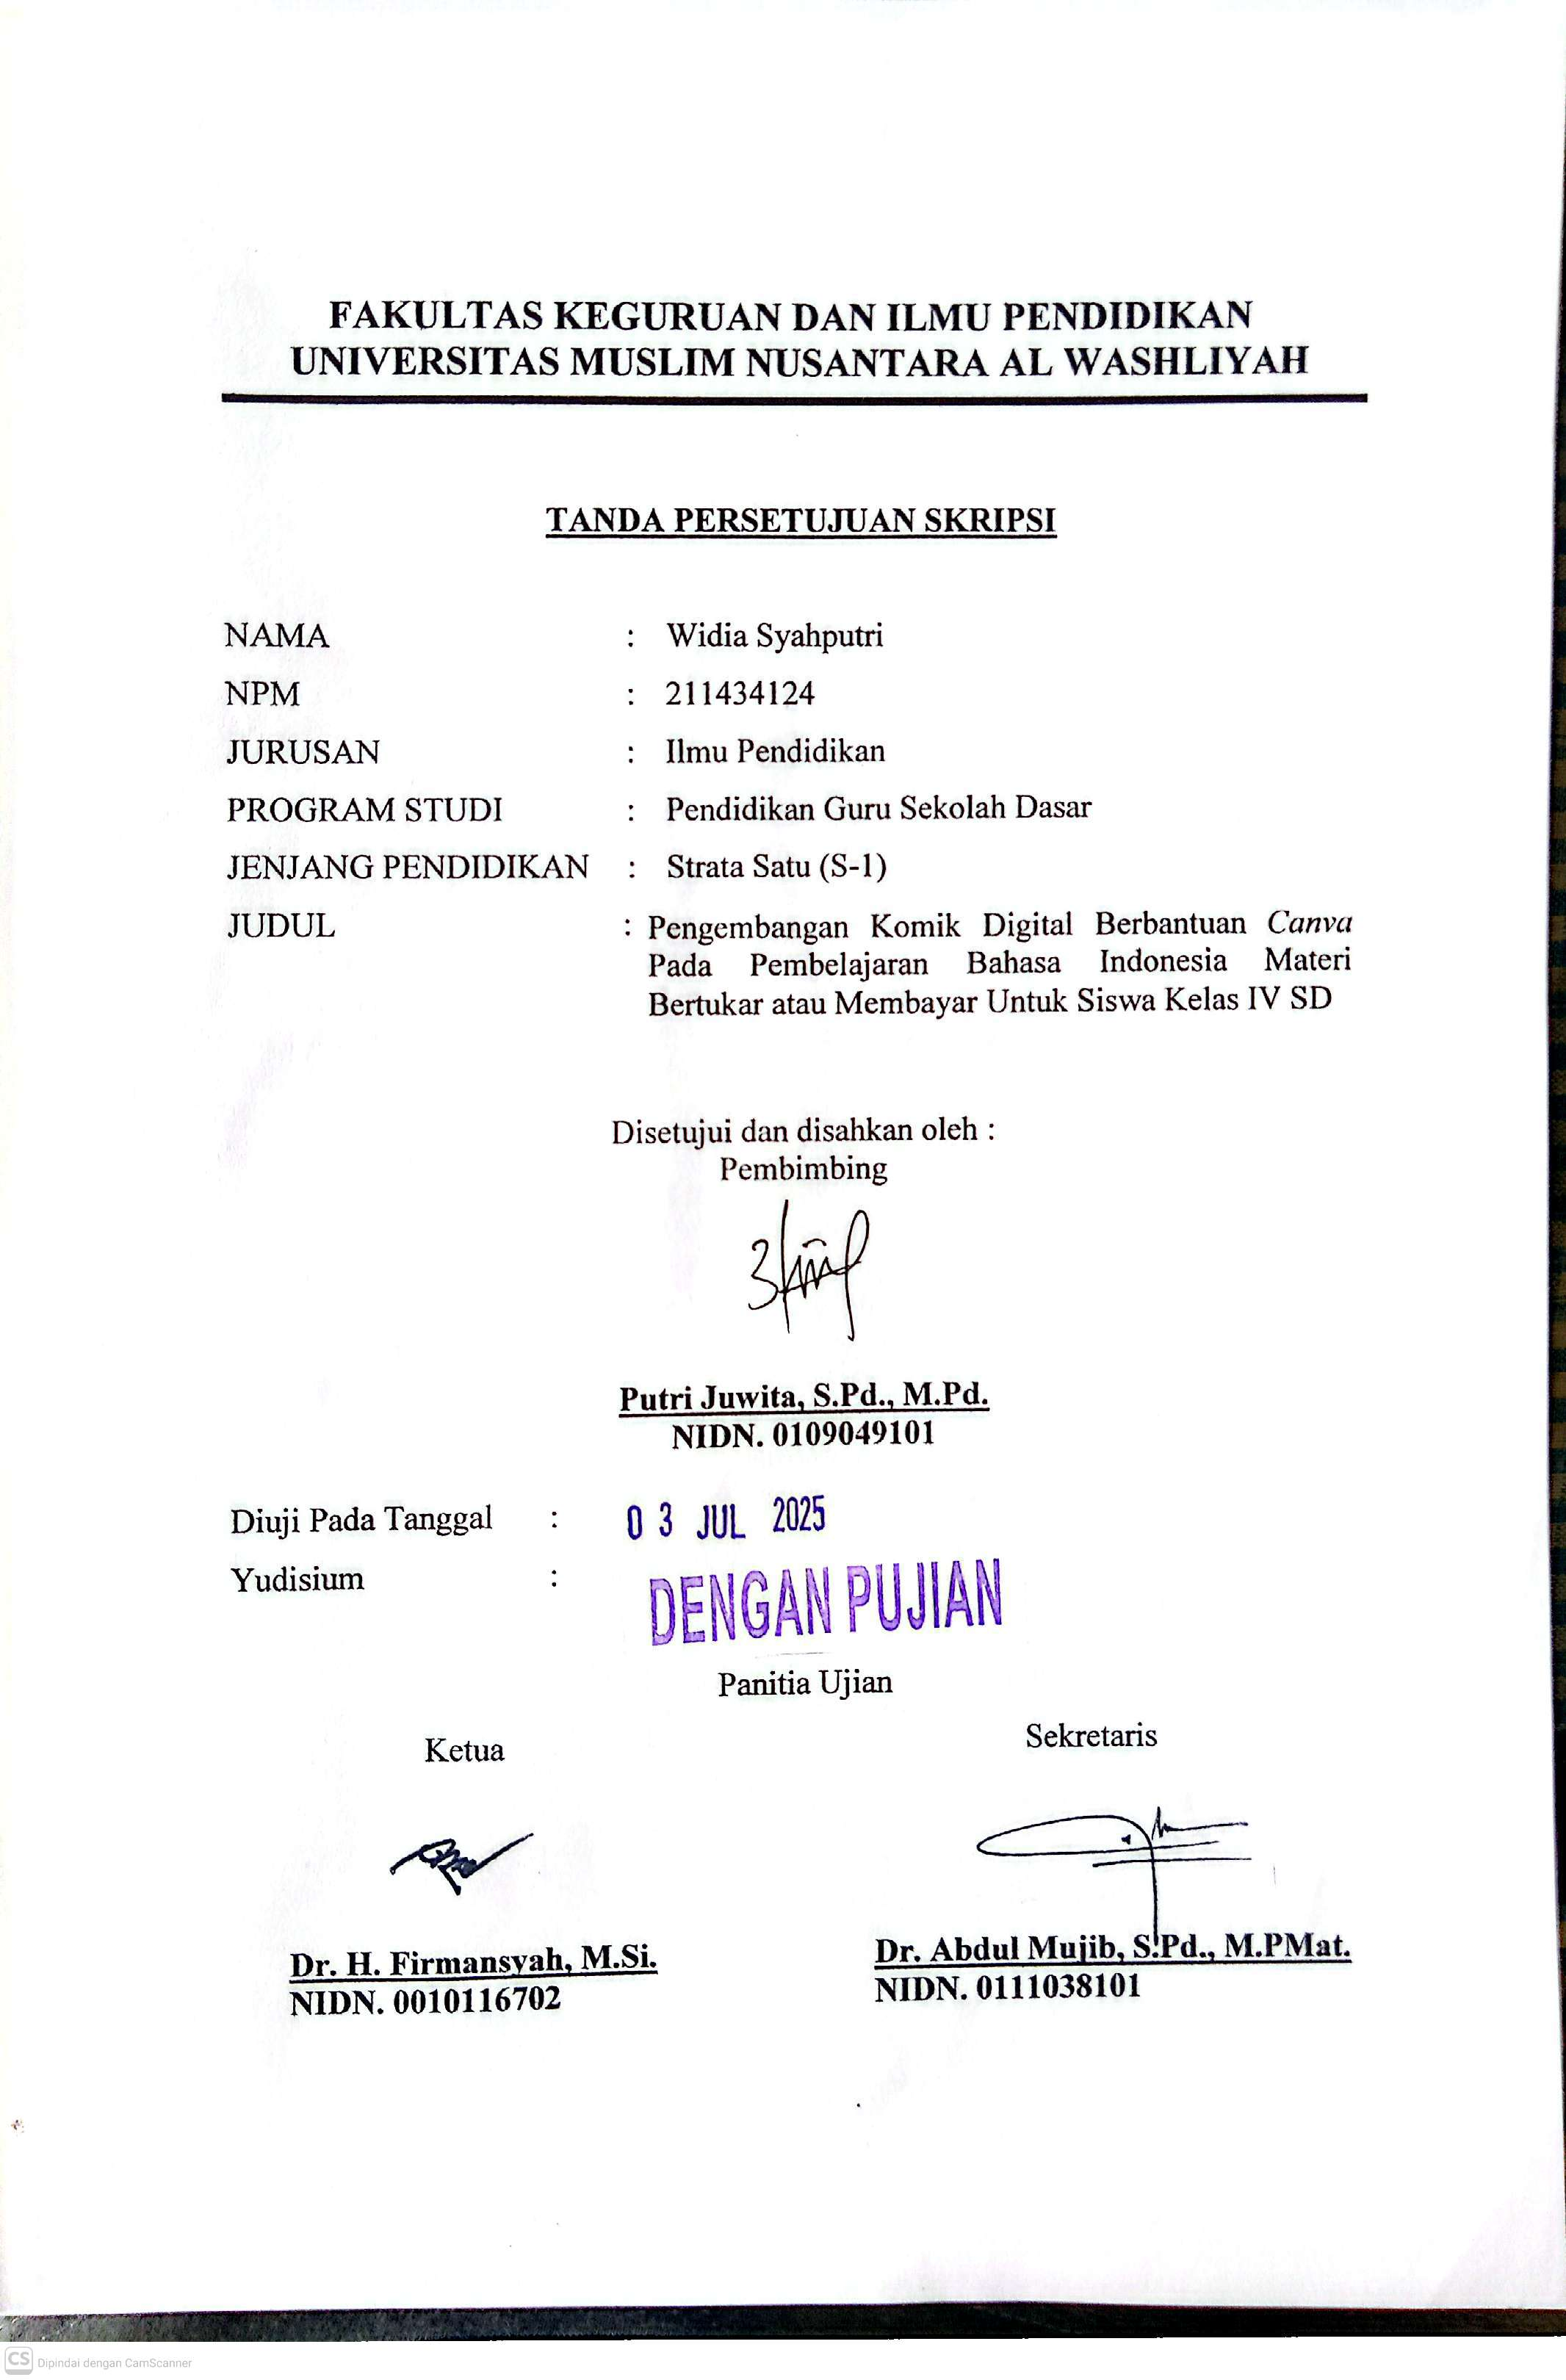 FAKULTAS KEGURUAN DAN ILMU PENDIDIKAN
UNIVERSITAS MUSLIM NUSANTARA AL WASHLIYAH
TANDA PERSETUJUAN SKRIPSI
NAMA : Widia Syahputri
NPM : 211434124
JURUSAN : Ilmu Pendidikan
PROGRAM STUDI : Pendidikan Guru Sekolah Dasar
JENJANG PENDIDIKAN : Strata Satu (S-1)
JUDUL : Pengembangan Komik Digital Berbantuan Canva
Pada Pembelajaran Bahasa Indonesia Materi
Bertukar atau Membayar Untuk Siswa Kelas IV SD
Disetujui dan disahkan oleh :
Pembimbing
Putri Juwita, S.Pd., M.Pd.
NIDN. 0109049101
Diuji Pada Tanggal : 03 JUL 2025
Yudisium : DENGAN PUJIAN
Panitia Ujian
Ketua
Sekretaris
Dr. H. Firmansyah, M.Si.
NIDN. 0010116702
Dr. Abdul Mujib, S.Pd., M.PMat.
NIDN. 0111038101
CS Dipindai dengan CamScanner